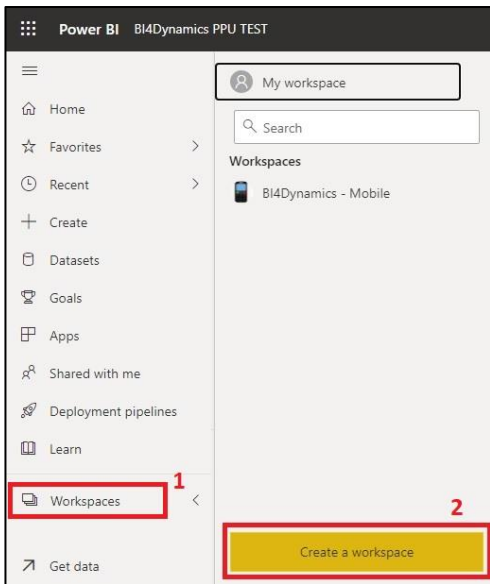 Power BI BI4Dynamics PPU TEST
Home
Favorites
Recent
Create
Datasets
Goals
Apps
Shared with me
Deployment pipelines
Learn
1
Workspaces
Get data
My workspace
Search
Workspaces
BI4Dynamics - Mobile
2
Create a workspace